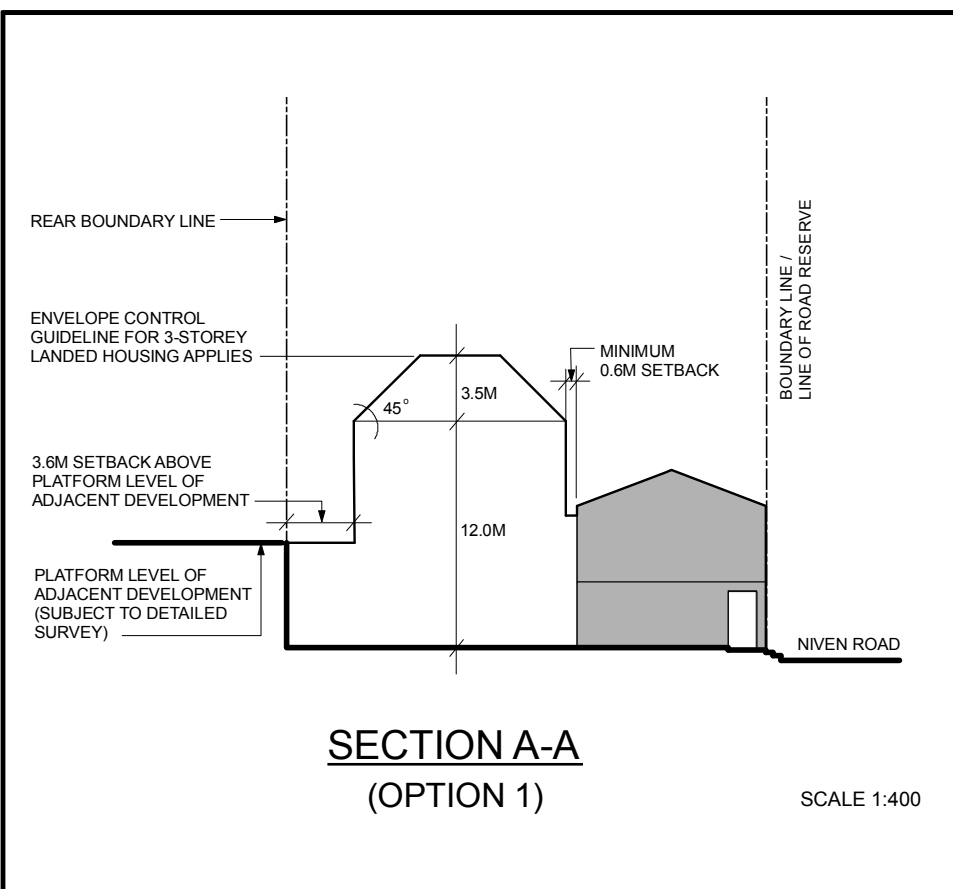 REAR BOUNDARY LINE
ENVELOPE CONTROL
GUIDELINE FOR 3-STOREY
LANDED HOUSING APPLIES
3.6M SETBACK ABOVE
PLATFORM LEVEL OF
ADJACENT DEVELOPMENT
PLATFORM LEVEL OF
ADJACENT DEVELOPMENT
(SUBJECT TO DETAILED
SURVEY)
45°
3.5M
12.0M
MINIMUM
0.6M SETBACK
BOUNDARY LINE /
LINE OF ROAD RESERVE
NIVEN ROAD
SECTION A-A
(OPTION 1)
SCALE 1:400